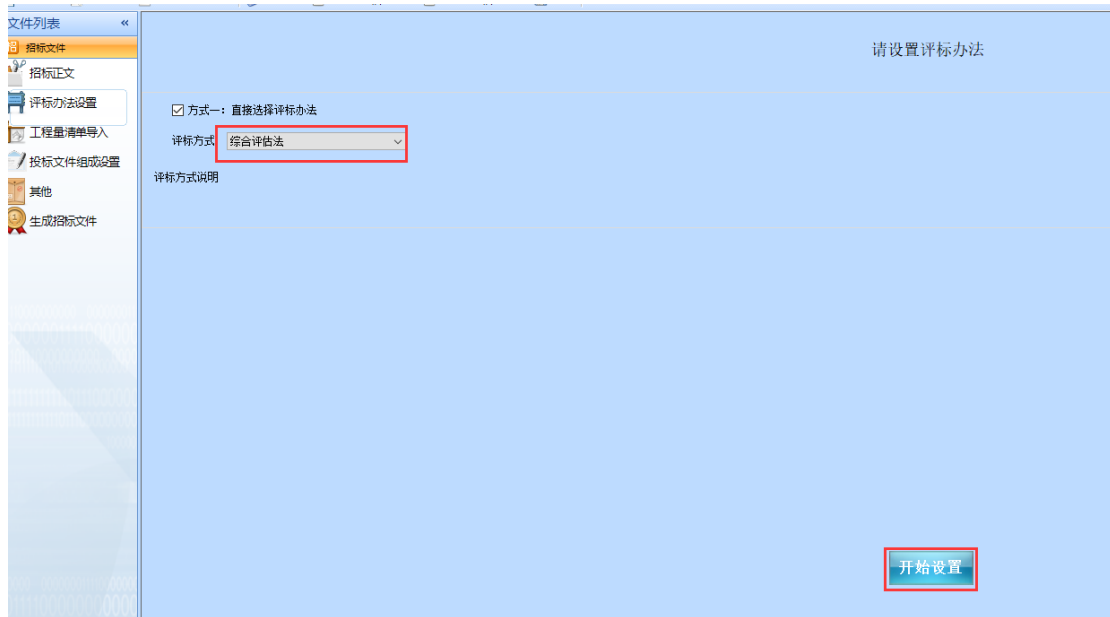 文件列表 «
招标文件
招标正文
评标办法设置
工程量清单导入
投标文件组成设置
其他
生成招标文件
请设置评标办法
方式一：直接选择评标办法
评标方式 综合评估法
评标方式说明
开始设置